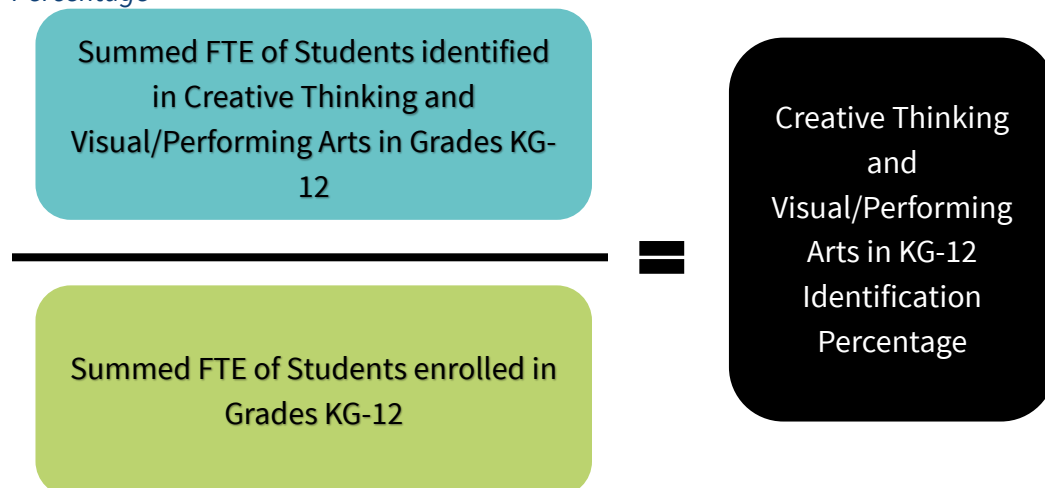 Percentage
Summed FTE of Students identified
in Creative Thinking and
Visual/Performing Arts in Grades KG-
12
Summed FTE of Students enrolled in
Grades KG-12
=
Creative Thinking
and
Visual/Performing
Arts in KG-12
Identification
Percentage